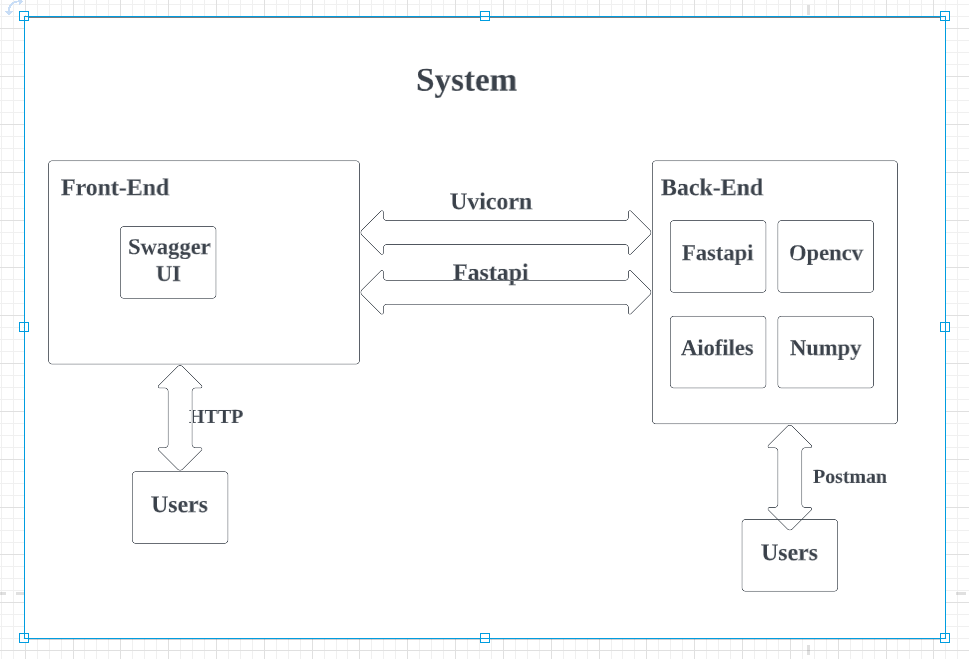 System
Front-End
Swagger
UI
Uvicorn
Fastapi
Back-End
Fastapi
Opencv
Aiofiles
Numpy
HTTP
Users
Postman
Users